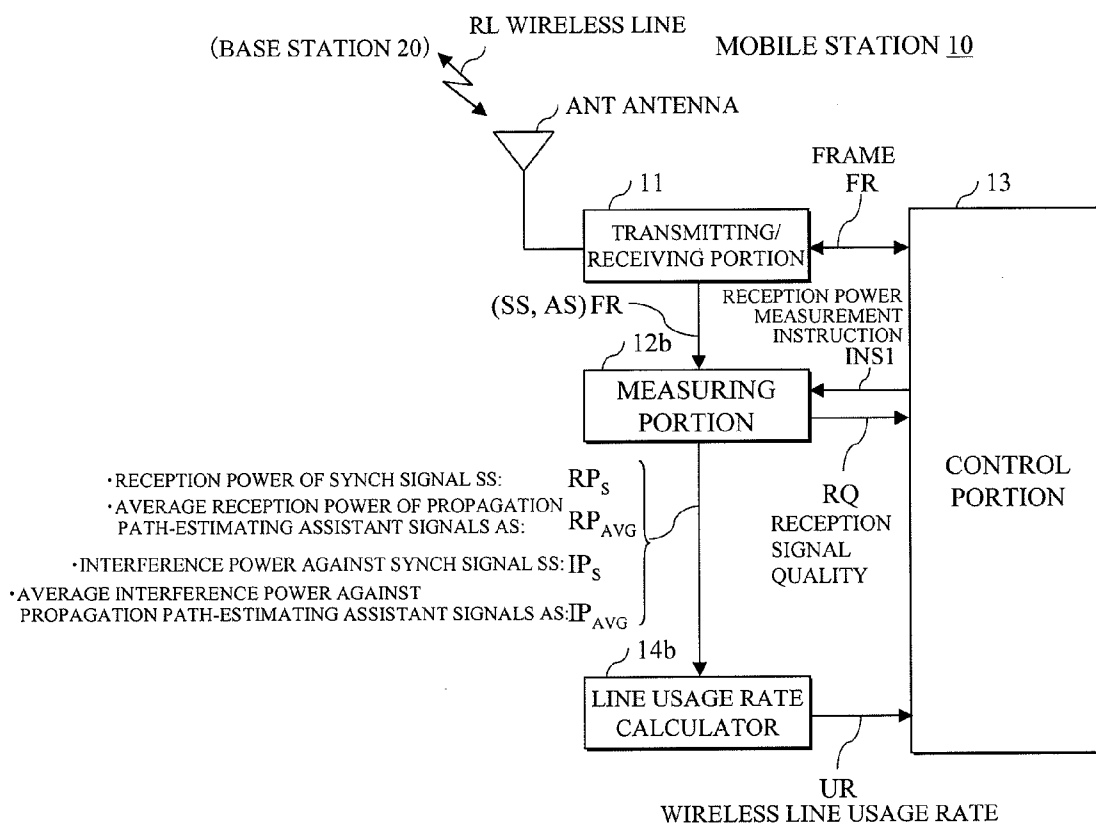 RL WIRELESS LINE
(BASE STATION 20)
MOBILE STATION 10
ANT ANTENNA
FRAME
FR
11
13
TRANSMITTING/
RECEIVING PORTION
(SS, AS)FR
RECEPTION POWER
MEASUREMENT
INSTRUCTION
INS1
12b
MEASURING
PORTION
CONTROL
PORTION
RQ
RECEPTION
SIGNAL
QUALITY
・RECEPTION POWER OF SYNCH SIGNAL SS: RPS
・AVERAGE RECEPTION POWER OF PROPAGATION
PATH-ESTIMATING ASSISTANT SIGNALS AS: RPAVG
・INTERFERENCE POWER AGAINST SYNCH SIGNAL SS: IPS
・AVERAGE INTERFERENCE POWER AGAINST
PROPAGATION PATH-ESTIMATING ASSISTANT SIGNALS AS: IPAVG
14b
LINE USAGE RATE
CALCULATOR
UR
WIRELESS LINE USAGE RATE